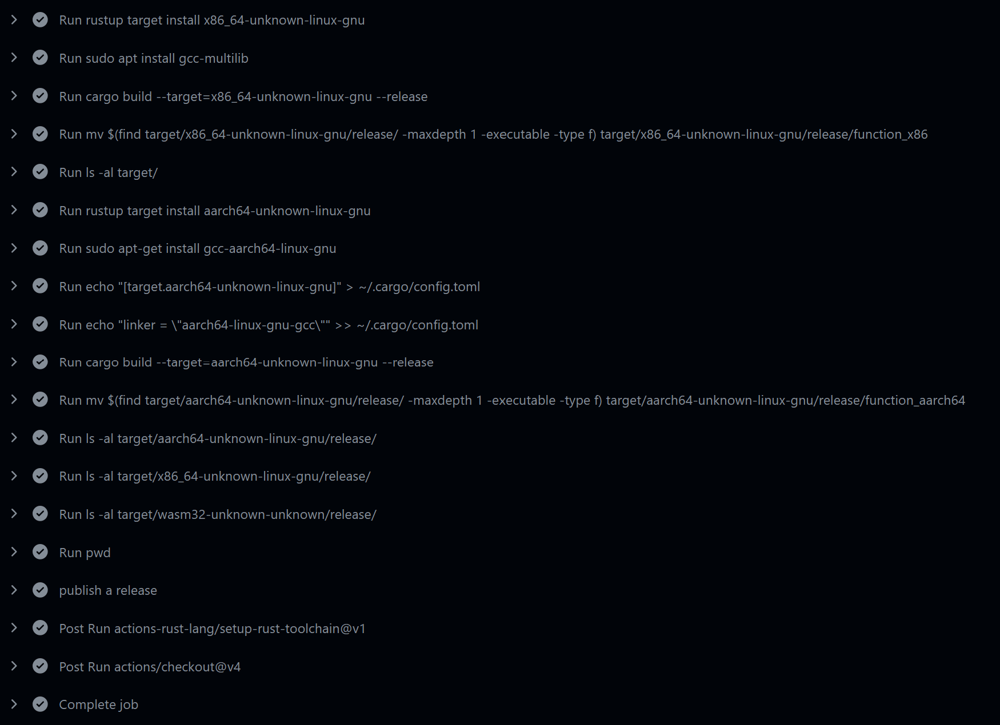 Run rustup target install x86_64-unknown-linux-gnu
Run sudo apt install gcc-multilib
Run cargo build --target=x86_64-unknown-linux-gnu --release
Run mv $(find target/x86_64-unknown-linux-gnu/release/ -maxdepth 1 -executable -type f) target/x86_64-unknown-linux-gnu/release/function_x86
Run ls -al target/
Run rustup target install aarch64-unknown-linux-gnu
Run sudo apt-get install gcc-aarch64-linux-gnu
Run echo "[target.aarch64-unknown-linux-gnu]" > ~/.cargo/config.toml
Run echo "linker = \"aarch64-linux-gnu-gcc\"" >> ~/.cargo/config.toml
Run cargo build --target=aarch64-unknown-linux-gnu --release
Run mv $(find target/aarch64-unknown-linux-gnu/release/ -maxdepth 1 -executable -type f) target/aarch64-unknown-linux-gnu/release/function_aarch64
Run ls -al target/aarch64-unknown-linux-gnu/release/
Run ls -al target/x86_64-unknown-linux-gnu/release/
Run ls -al target/wasm32-unknown-unknown/release/
Run pwd
publish a release
Post Run actions-rust-lang/setup-rust-toolchain@v1
Post Run actions/checkout@v4
Complete job